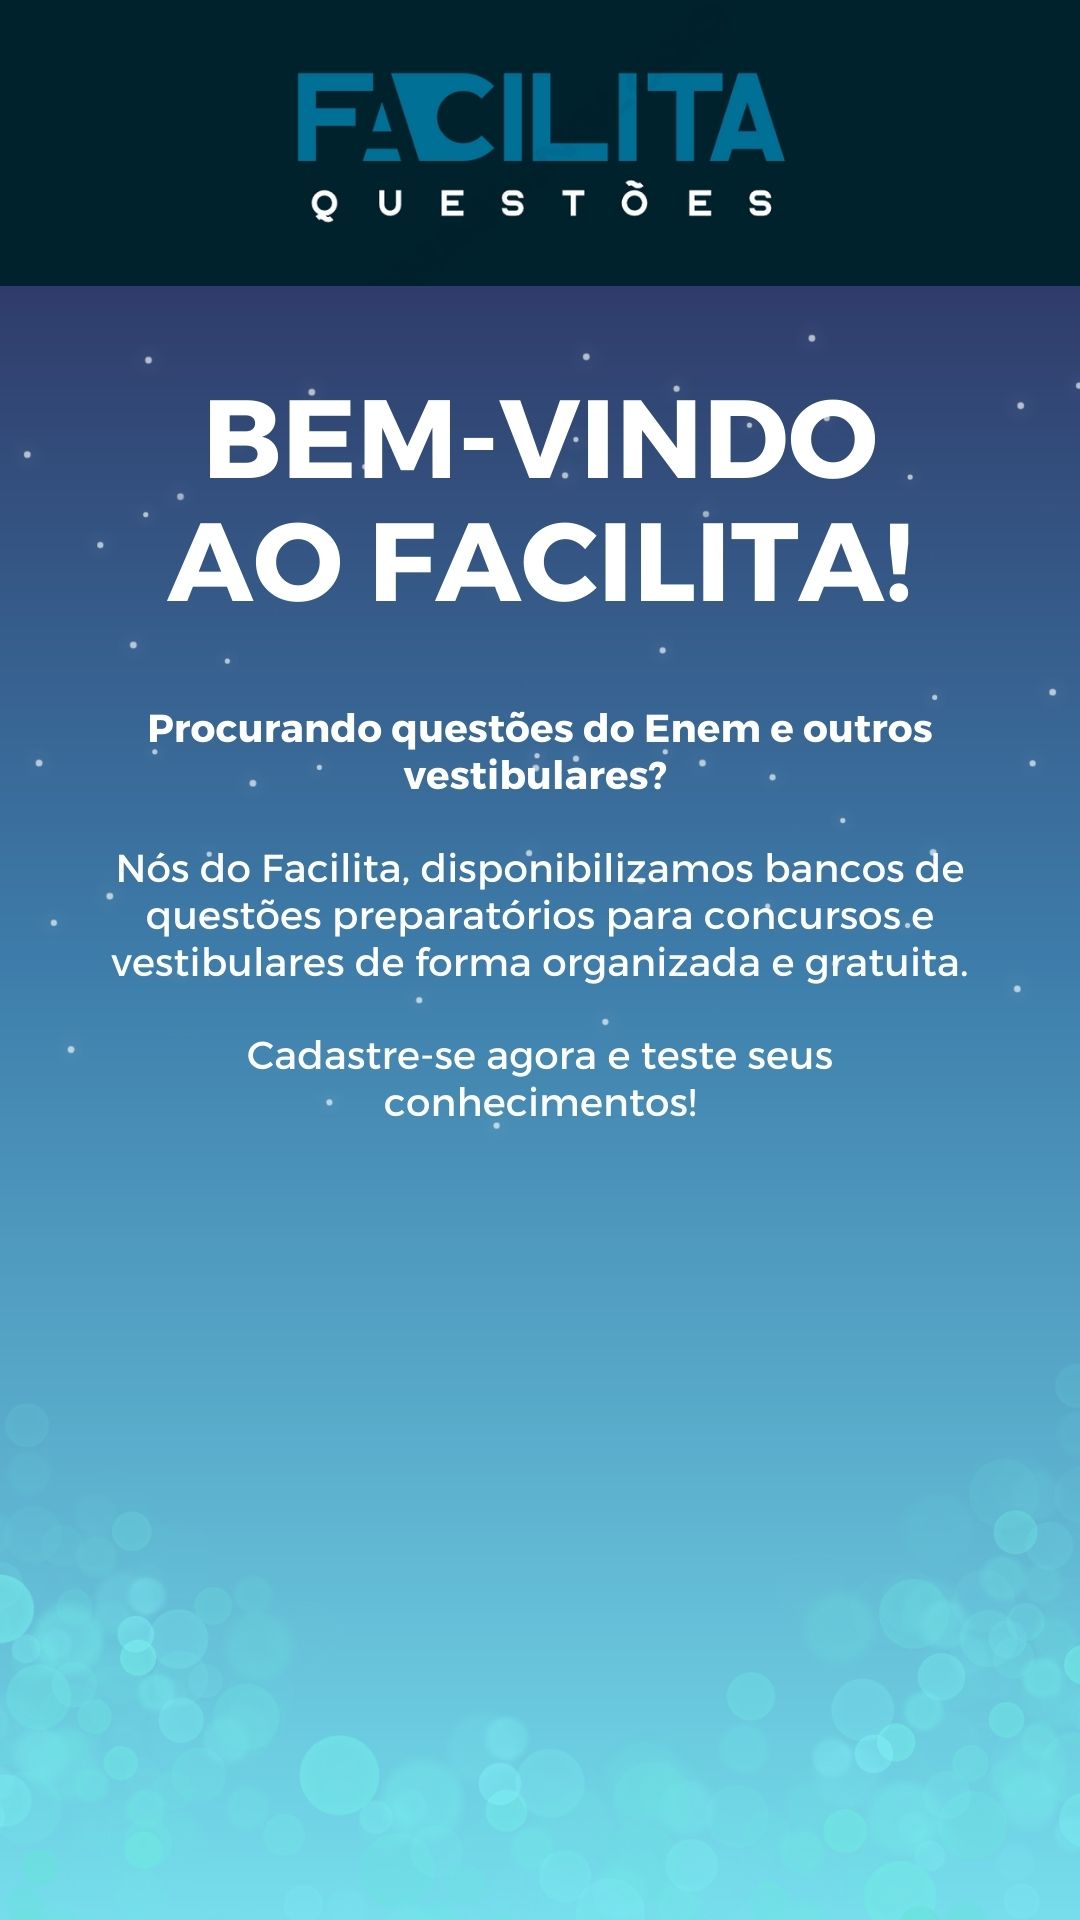 FACILITA
QUESTÕES
BEM-VINDO
AO FACILITA!
Procurando questões do Enem e outros
vestibulares?
Nós do Facilita, disponibilizamos bancos de
questões preparatórios para concursos e
vestibulares de forma organizada e gratuita.
Cadastre-se agora e teste seus
conhecimentos!